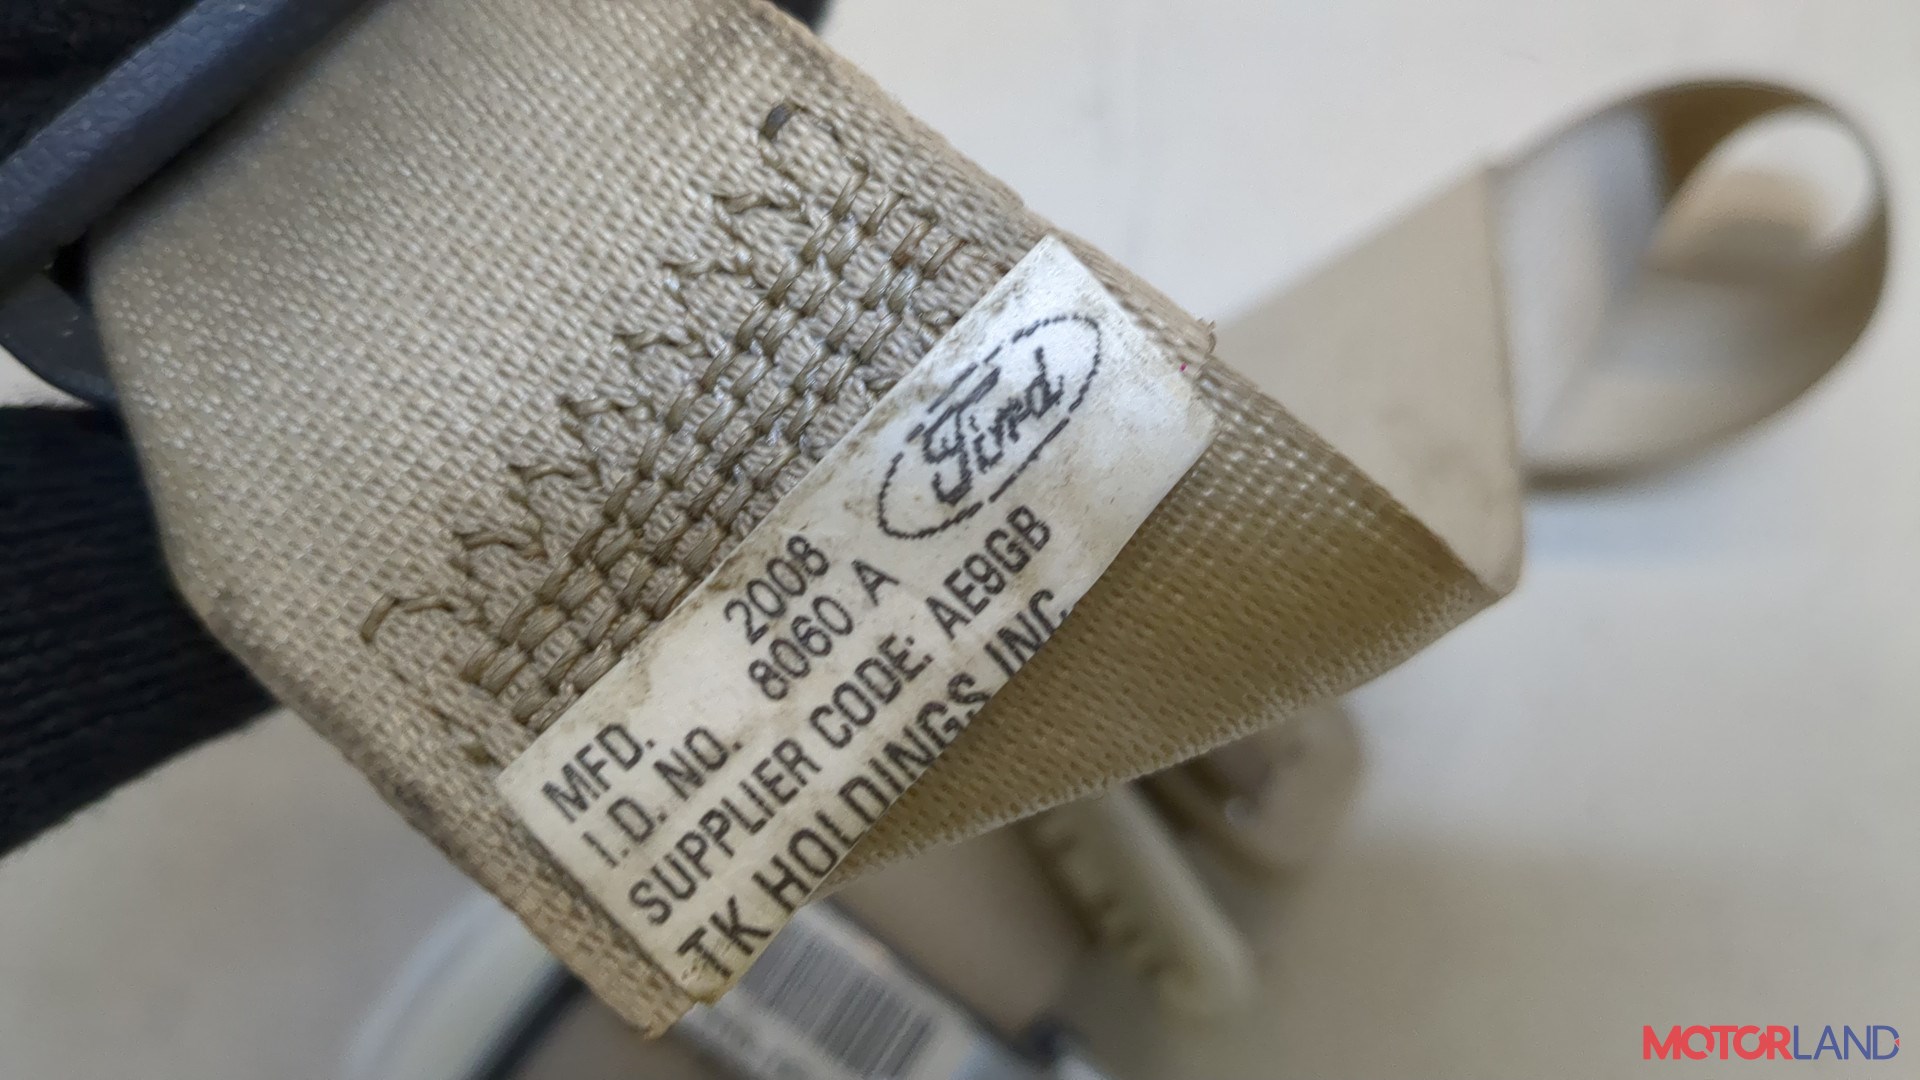 Ford
MFD. 2008
I.D. NO. 8060 A
SUPPLIER CODE: AE9GB
TK HOLDINGS INC.
MOTORLAND